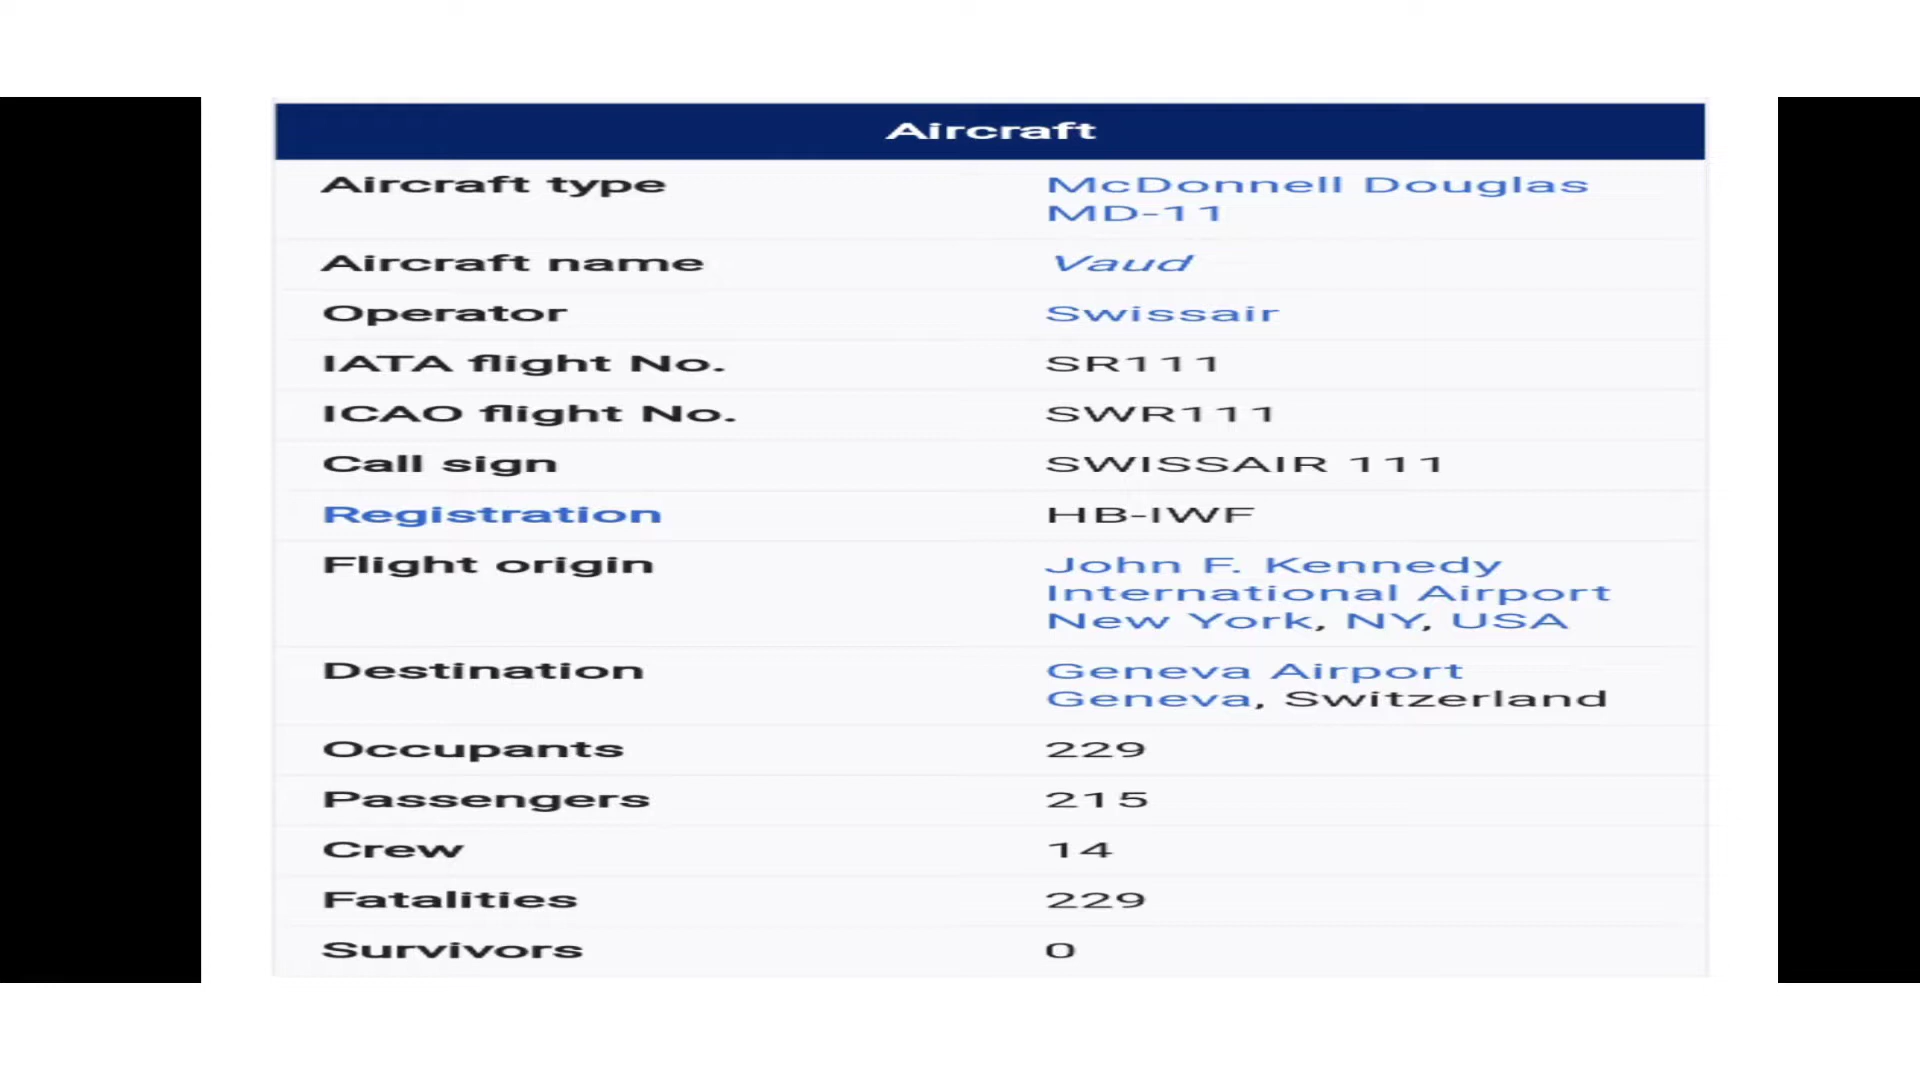 Aircraft
Aircraft type McDonnell Douglas
MD-11
Aircraft name Vaud
Operator Swissair
IATA flight No. SR111
ICAO flight No. SWR111
Call sign SWISSAIR 111
Registration HB-IWF
Flight origin John F. Kennedy
International Airport
New York, NY, USA
Destination Geneva Airport
Geneva, Switzerland
Occupants 229
Passengers 215
Crew 14
Fatalities 229
Survivors 0